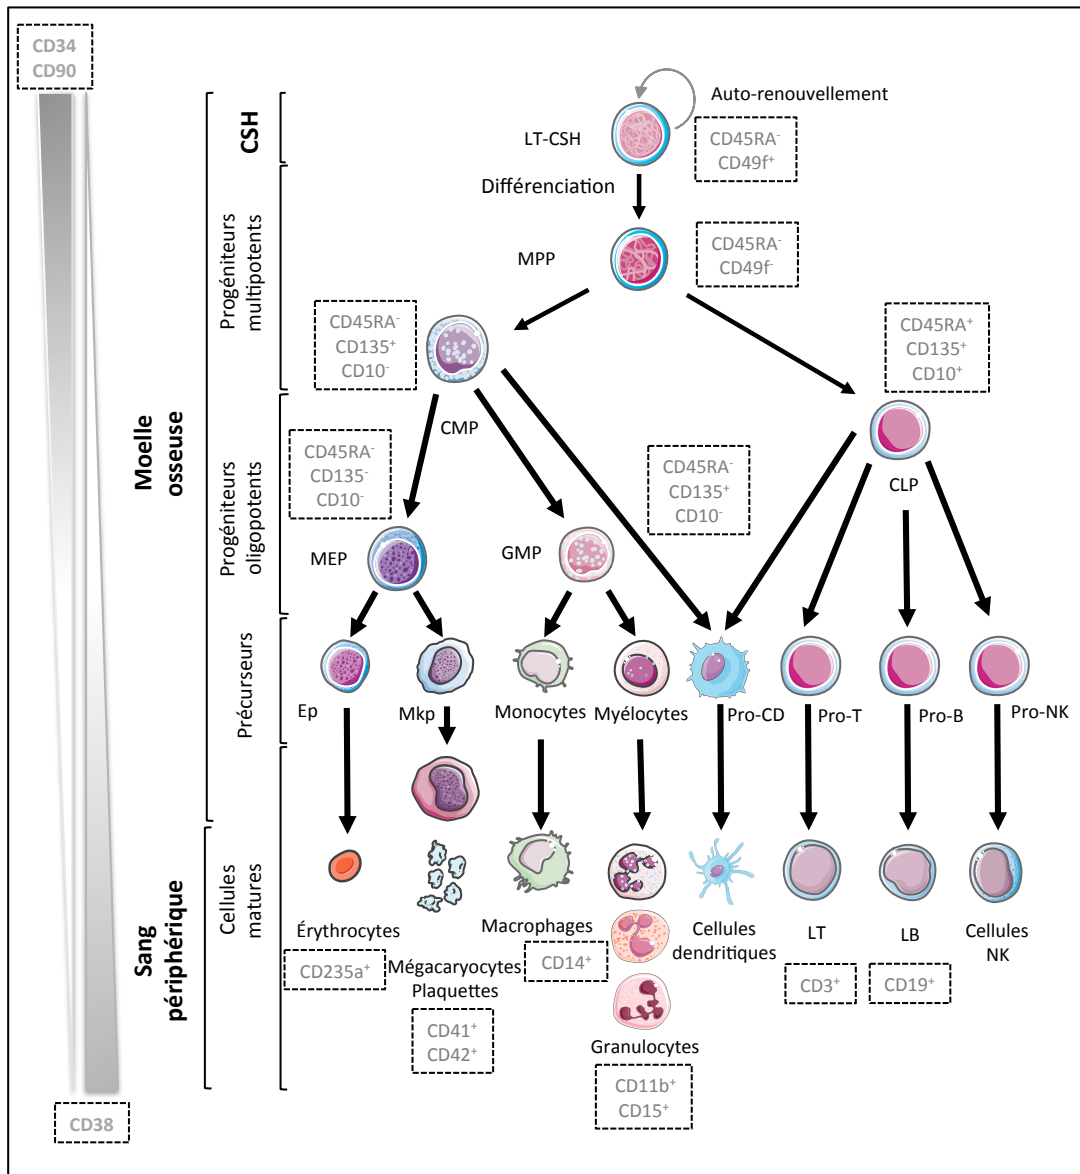 CD34
CD90
CSH
Auto-renouvellement
LT-CSH
CD45RA⁻
CD49f⁺
Différenciation
Progéniteurs
multipotents
MPP
CD45RA⁻
CD49f⁻
CD45RA⁻
CD135⁺
CD10⁻
CD45RA⁺
CD135⁺
CD10⁺
Moelle
osseuse
Progéniteurs
oligopotents
CMP
CD45RA⁻
CD135⁻
CD10⁻
CD45RA⁻
CD135⁺
CD10⁻
CLP
MEP
GMP
Précurseurs
Ep
Mkp
Monocytes
Myélocytes
Pro-CD
Pro-T
Pro-B
Pro-NK
Sang
périphérique
Cellules
matures
Érythrocytes
CD235a⁺
Mégacaryocytes
Plaquettes
CD41⁺
CD42⁺
Macrophages
CD14⁺
Granulocytes
CD11b⁺
CD15⁺
Cellules
dendritiques
LT
CD3⁺
LB
CD19⁺
Cellules
NK
CD38